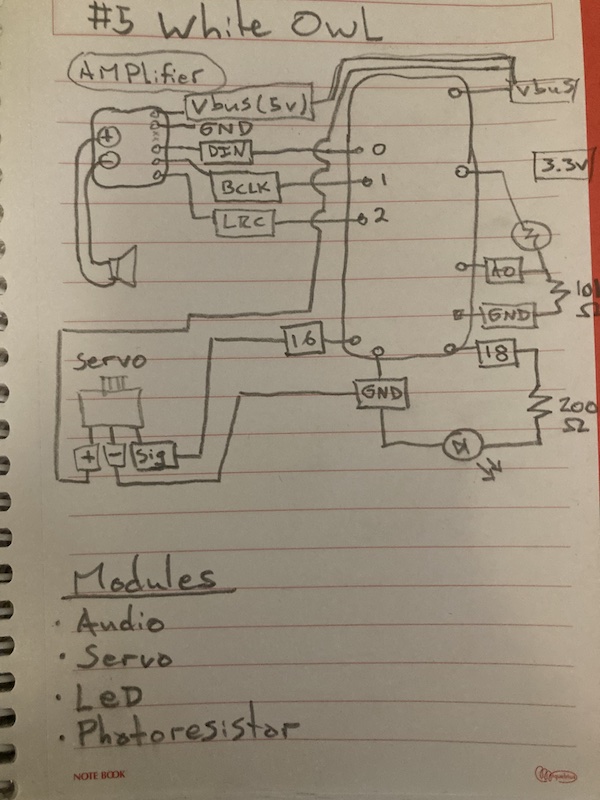 #5 White Owl
AMPlifier
Vbus (5v)
Vbus
GND
DIN
0
3.3v
BCLK
1
LRC
2
A0
10k
Ω
GND
16
18
Servo
GND
200
Ω
+
-
Sig
+
-
Modules
· Audio
· Servo
· LeD
· Photoresistor
NOTE BOOK